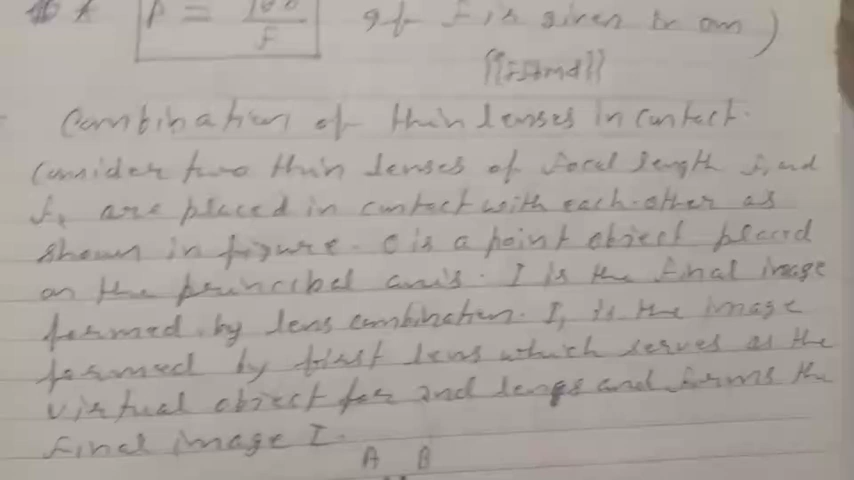 P = 100 / F if F is given in cm )
Combination of thin lenses in contact.
Consider two thin lenses of focal length f, and
f, are placed in contact with each-other as
shown in figure. O is a point object placed
on the principal axis. I is the final image
formed by lens combination. I, is the image
formed by first lens which serves as the
virtual object for 2nd lens and forms the
final image I.
A B